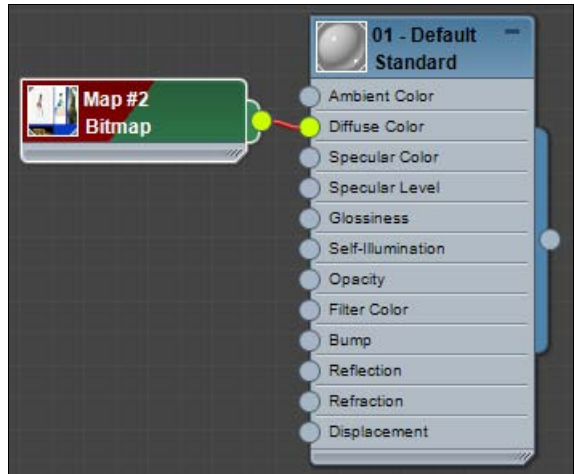 Map #2
Bitmap
01 - Default
Standard
Ambient Color
Diffuse Color
Specular Color
Specular Level
Glossiness
Self-Illumination
Opacity
Filter Color
Bump
Reflection
Refraction
Displacement